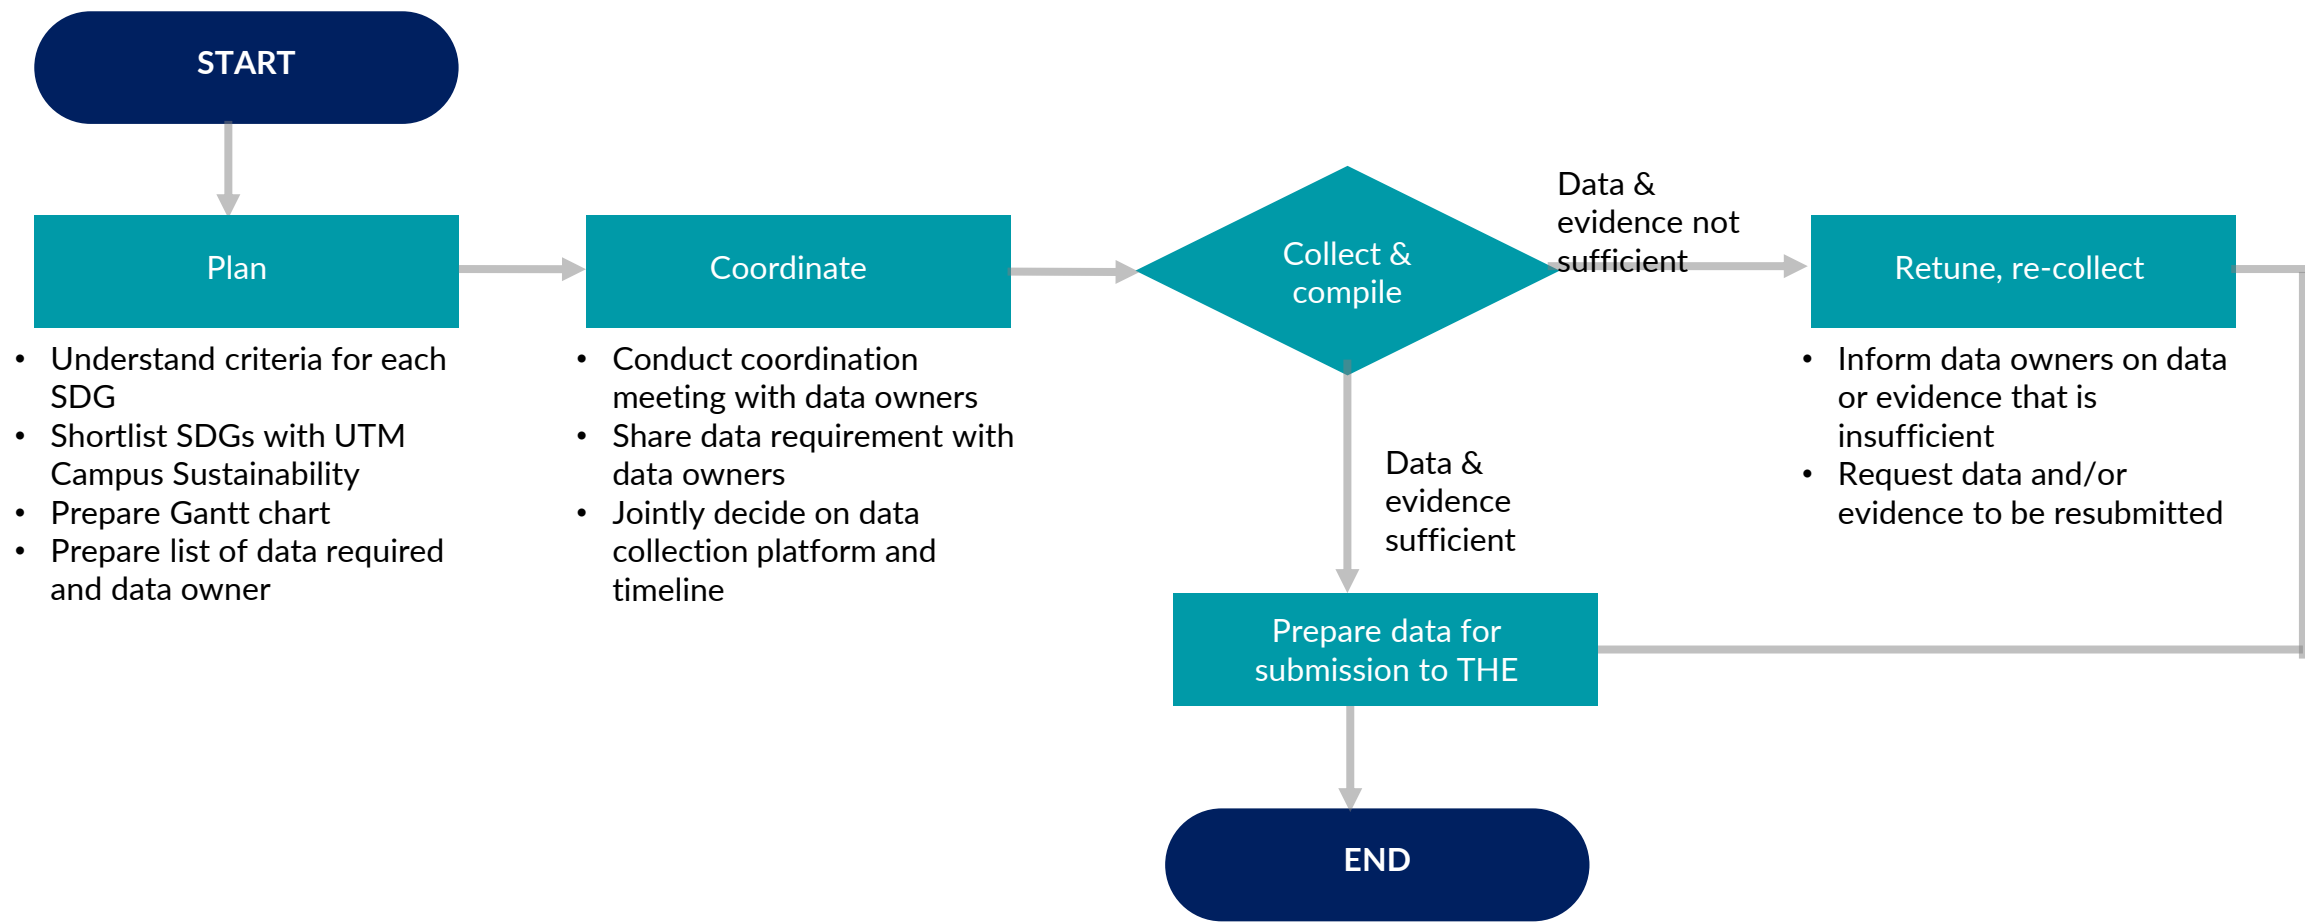 START
Plan
• Understand criteria for each
SDG
• Shortlist SDGs with UTM
Campus Sustainability
• Prepare Gantt chart
• Prepare list of data required
and data owner
Coordinate
• Conduct coordination
meeting with data owners
• Share data requirement with
data owners
• Jointly decide on data
collection platform and
timeline
Collect &
compile
Data &
evidence not
sufficient
Retune, re-collect
• Inform data owners on data
or evidence that is
insufficient
• Request data and/or
evidence to be resubmitted
Data &
evidence
sufficient
Prepare data for
submission to THE
END